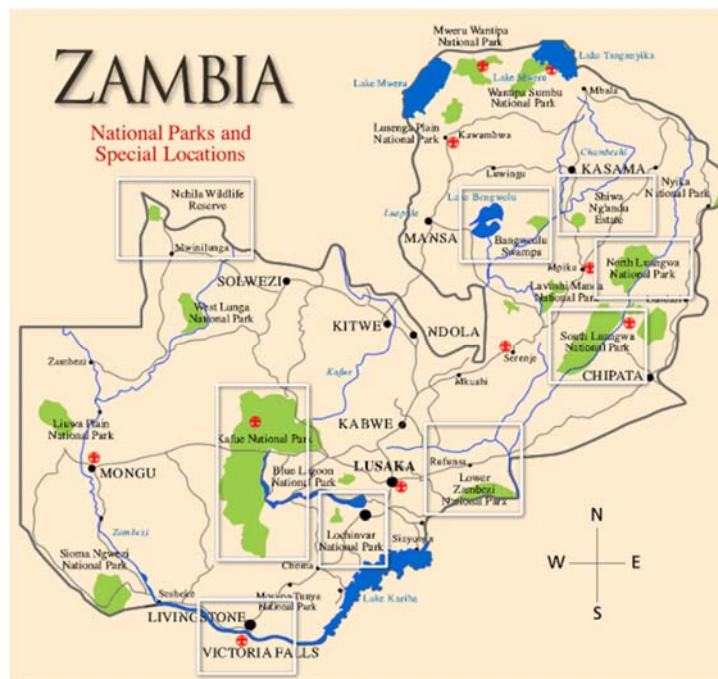 ZAMBIA
National Parks and
Special Locations
Mweru Wantipa
National Park
Lake Tanganyika
Lake Mweru
Lake Mweru
Wantipa Sumbu
National Park
Mbala
Lusenga Plain
National Park
Kawambwa
Chambeshi
Luwingu
KASAMA
Nyika
National Park
Nchila Wildlife
Reserve
Luapula
Lake Bengwelu
Shiwa
Ng'andu
Estate
MANSA
Bangweulu
Swamps
Mwinilunga
North Luangwa
National Park
Mpika
SOLWEZI
Lavushi Manda
National Park
West Lunga
National Park
KITWE
NDOLA
South Luangwa
National Park
Serenje
Zambezi
Kafue
Mkushi
CHIPATA
Liuwa Plain
National Park
Kafue National Park
KABWE
MONGU
Blue Lagoon
National Park
LUSAKA
Rufunsa
Lower
Zambezi
National Park
Lochinvar
National Park
N
W E
S
Zambezi
Sioma Ngwezi
National Park
Choma
Sesheke
National Park
Lake Kariba
LIVINGSTONE
VICTORIA FALLS